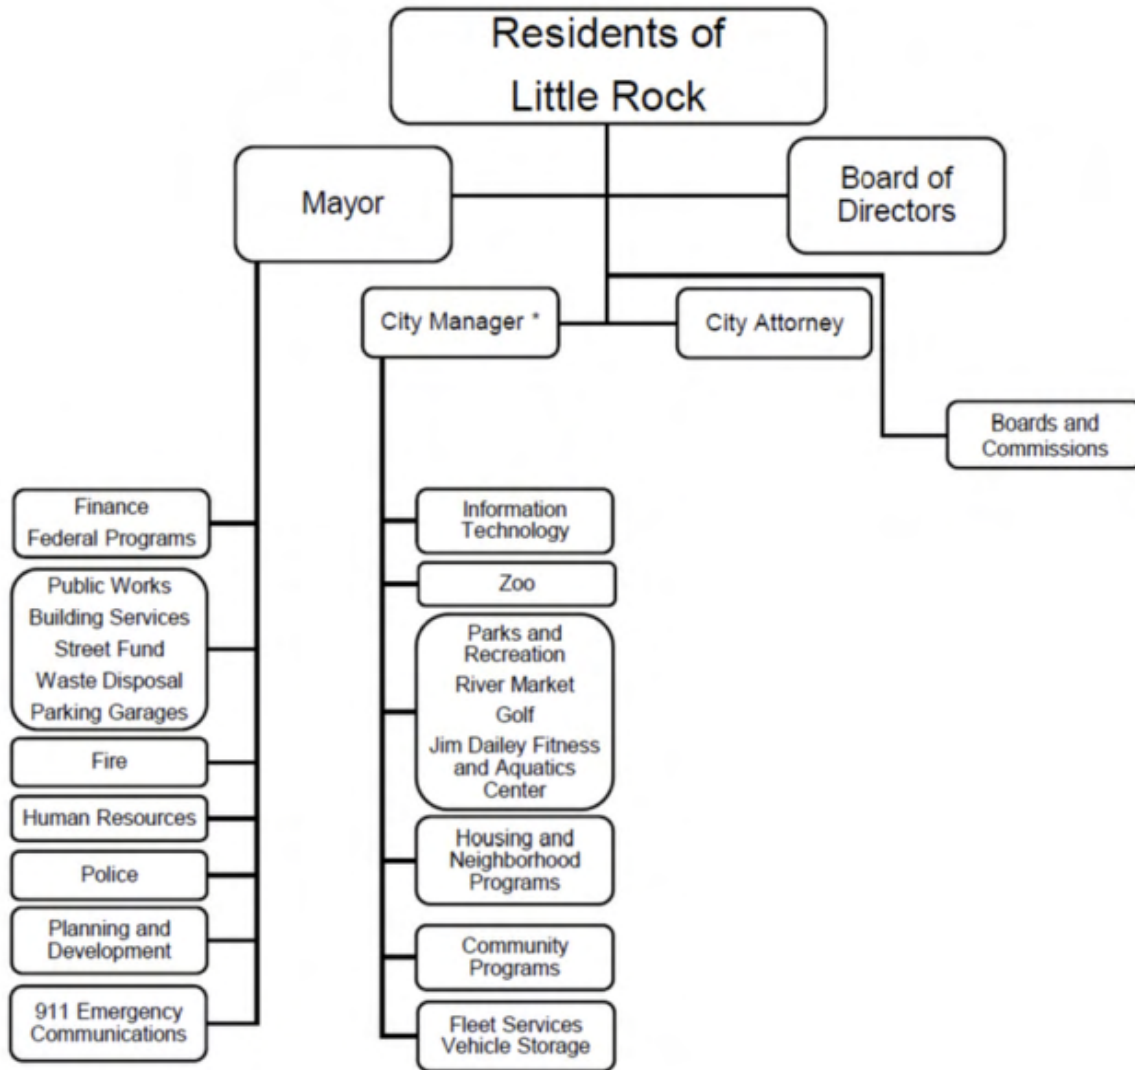 Residents of
Little Rock
Mayor
Board of
Directors
City Manager *
City Attorney
Boards and
Commissions
Finance
Federal Programs
Public Works
Building Services
Street Fund
Waste Disposal
Parking Garages
Fire
Human Resources
Police
Planning and
Development
911 Emergency
Communications
Information
Technology
Zoo
Parks and
Recreation
River Market
Golf
Jim Dailey Fitness
and Aquatics
Center
Housing and
Neighborhood
Programs
Community
Programs
Fleet Services
Vehicle Storage